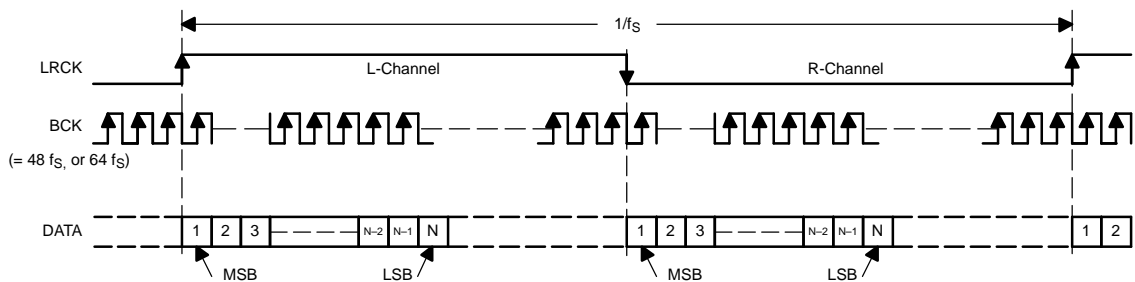 1/fS
LRCK
L-Channel
R-Channel
BCK
(= 48 fS, or 64 fS)
DATA
1 2 3 N–2 N–1 N 1 2 3 N–2 N–1 N 1 2
MSB LSB MSB LSB